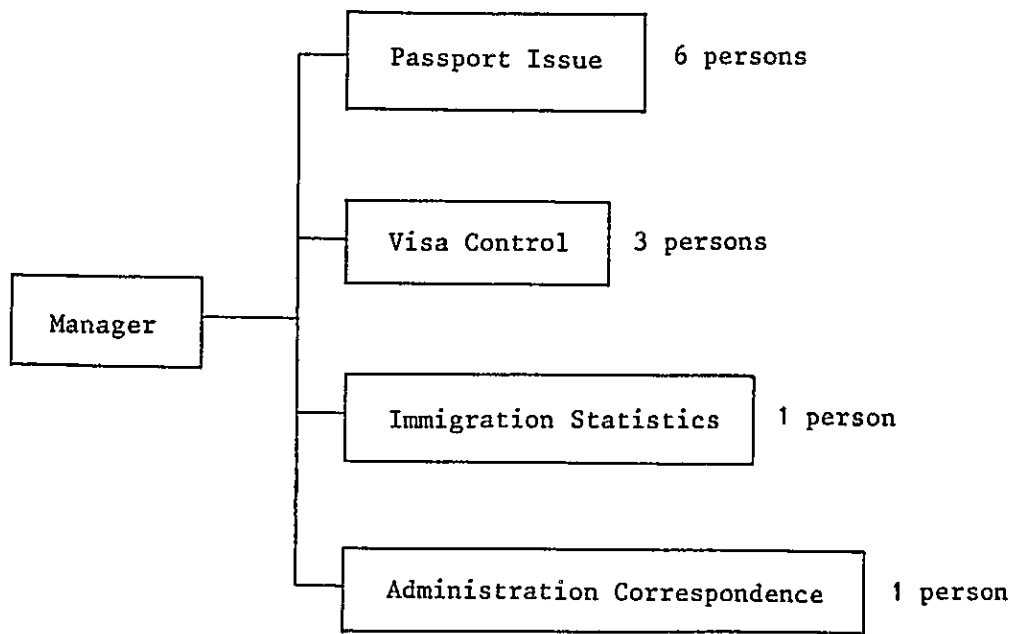 Passport Issue 6 persons
Visa Control 3 persons
Manager
Immigration Statistics 1 person
Administration Correspondence 1 person